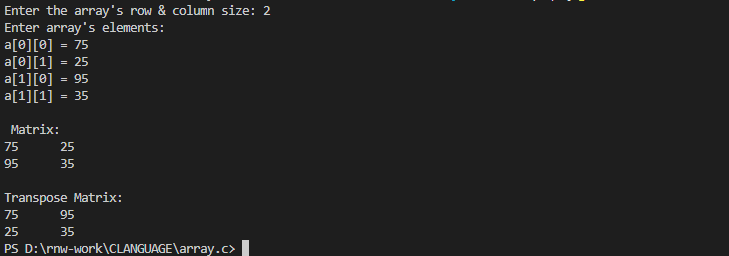 Enter the array's row & column size: 2
Enter array's elements:
a[0][0] = 75
a[0][1] = 25
a[1][0] = 95
a[1][1] = 35
Matrix:
75 25
95 35
Transpose Matrix:
75 95
25 35
PS D:\rnw-work\CLANGUAGE\array.c>